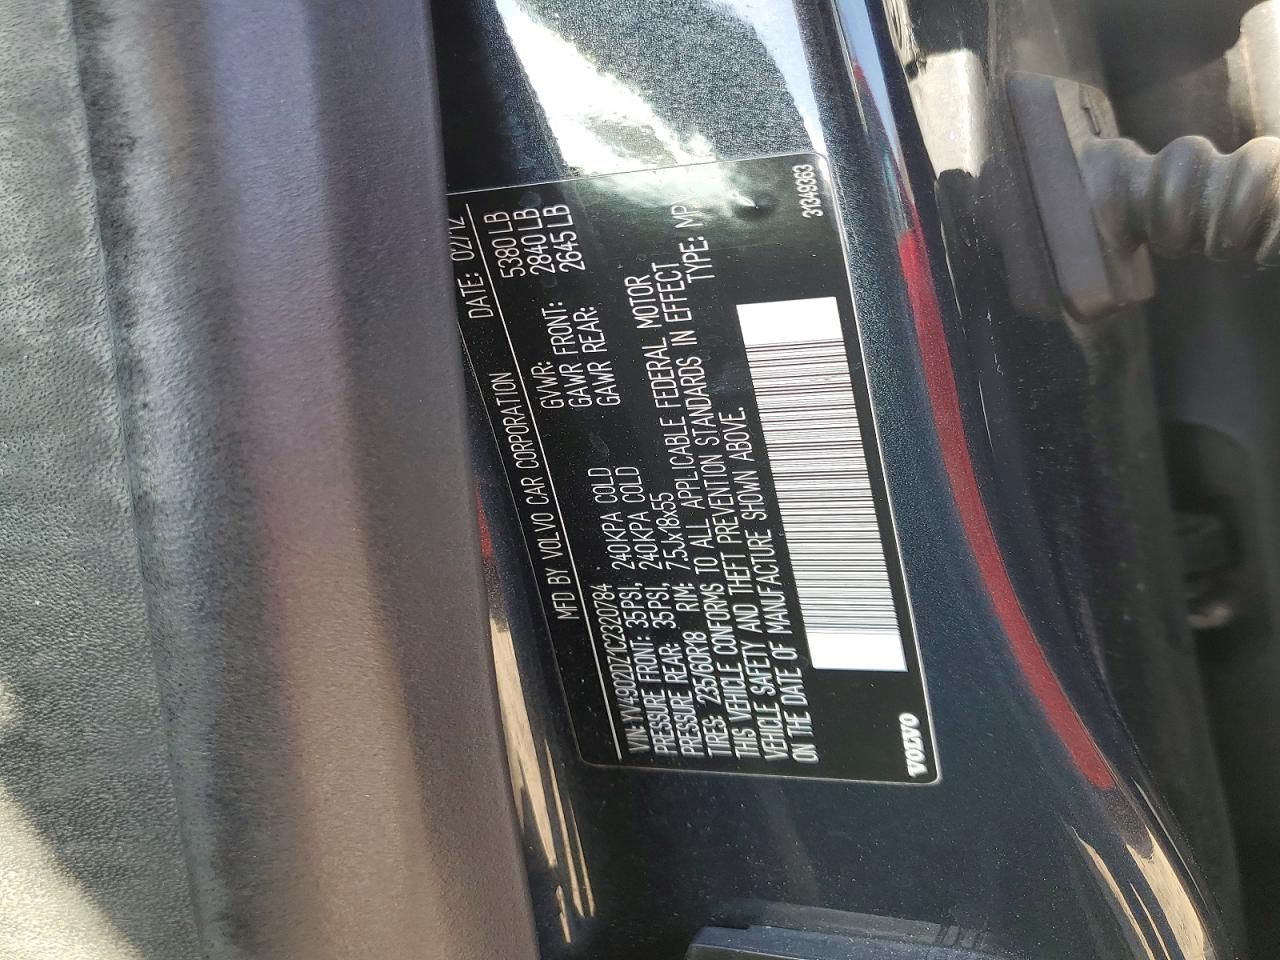 MFD BY VOLVO CAR CORPORATION DATE: 02/12
VIN-YV4902DZ1C2320784 GVWR: 5380 LB
PRESSURE FRONT: 35PSI, 240KPA COLD GAWR FRONT: 2840 LB
PRESSURE REAR: 35PSI, 240KPA COLD GAWR REAR: 2645 LB
TIRES: 235/60R18 RIM: 7.5Jx18x55
THIS VEHICLE CONFORMS TO ALL APPLICABLE FEDERAL MOTOR
VEHICLE SAFETY AND THEFT PREVENTION STANDARDS IN EFFECT
ON THE DATE OF MANUFACTURE SHOWN ABOVE. TYPE: MP
VOLVO 31349363